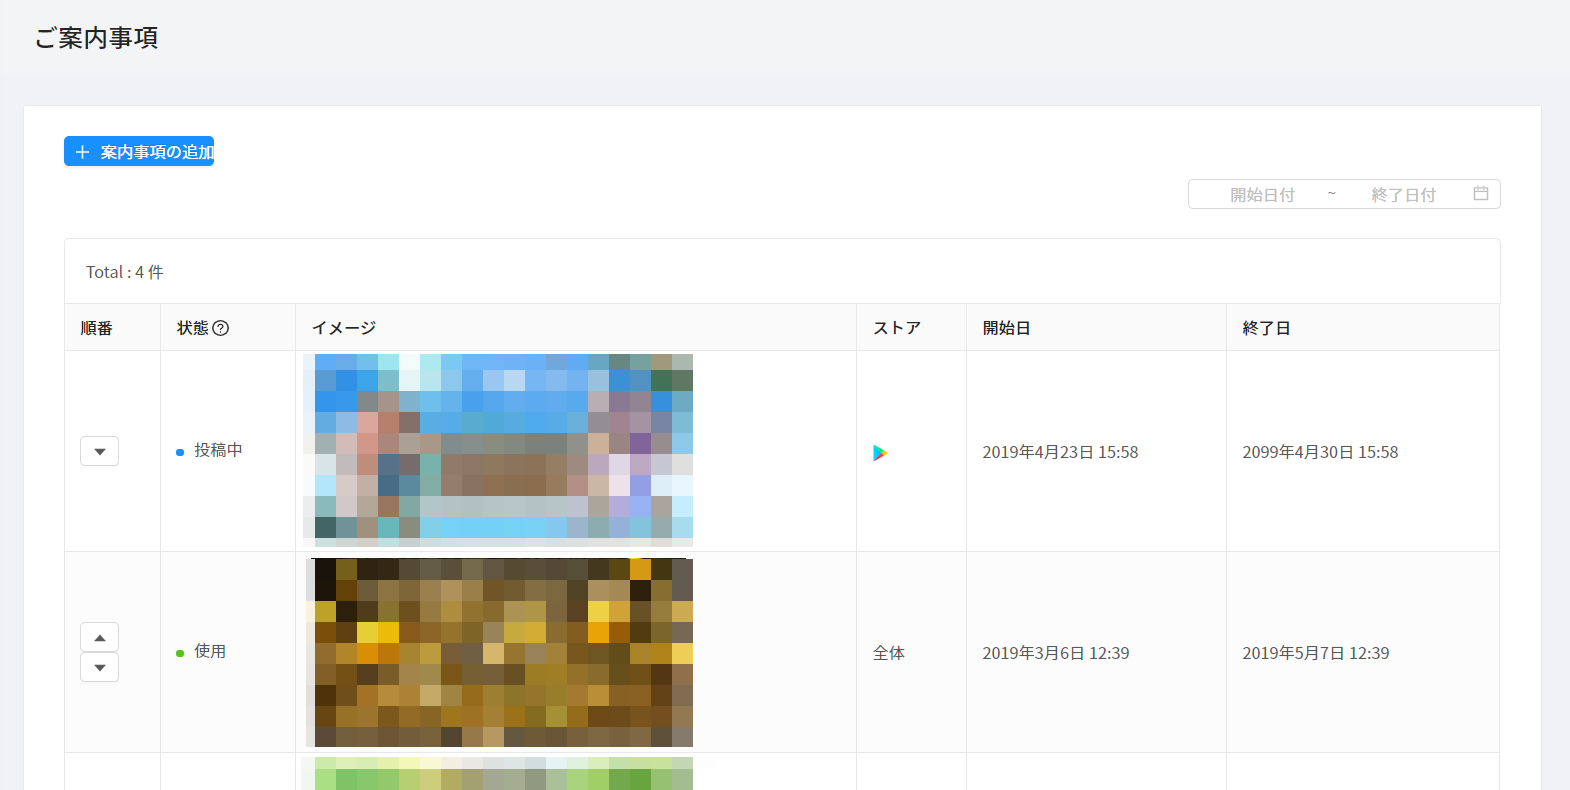 ご案内事項
案内事項の追加
開始日付 ~ 終了日付
Total : 4 件
順番 状態 イメージ ストア 開始日 終了日
投稿中 2019年4月23日 15:58 2099年4月30日 15:58
使用 全体 2019年3月6日 12:39 2019年5月7日 12:39